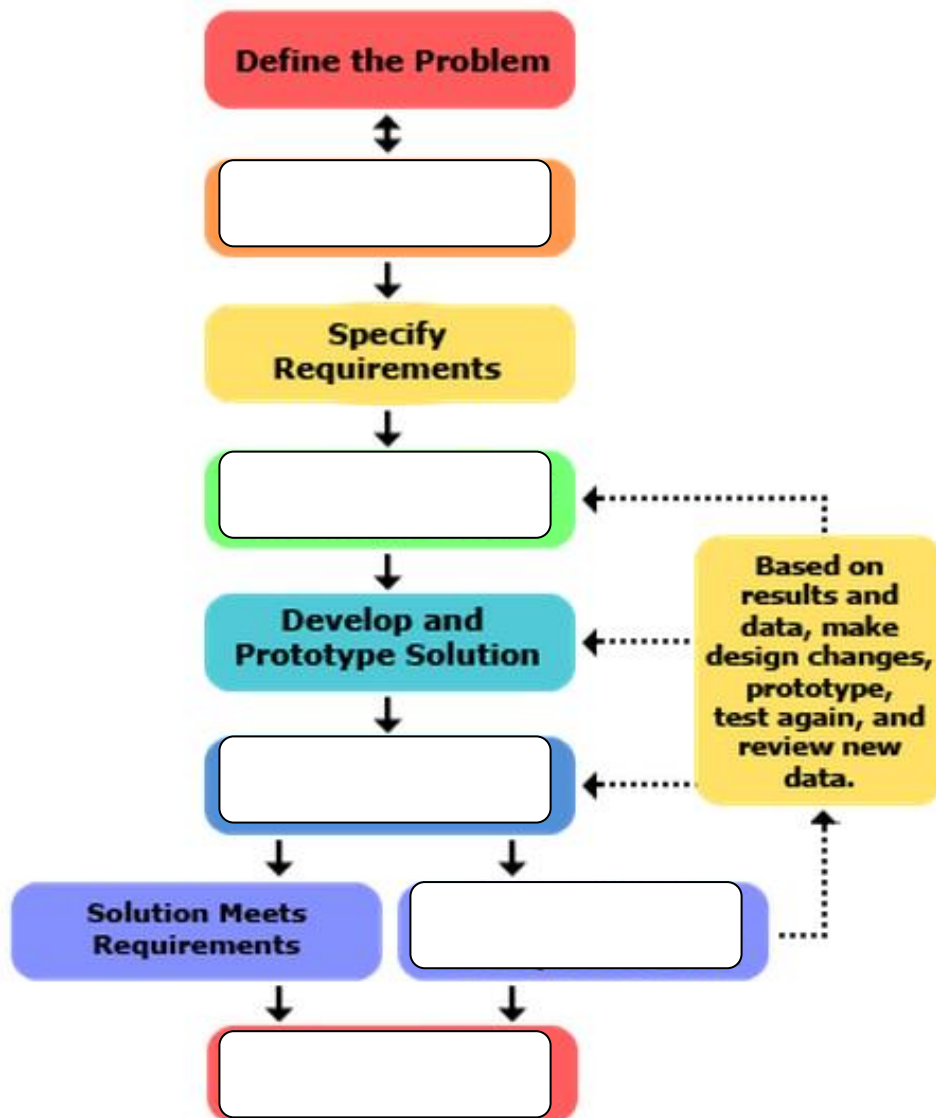 Define the Problem
Specify
Requirements
Develop and
Prototype Solution
Based on
results and
data, make
design changes,
prototype,
test again, and
review new
data.
Solution Meets
Requirements